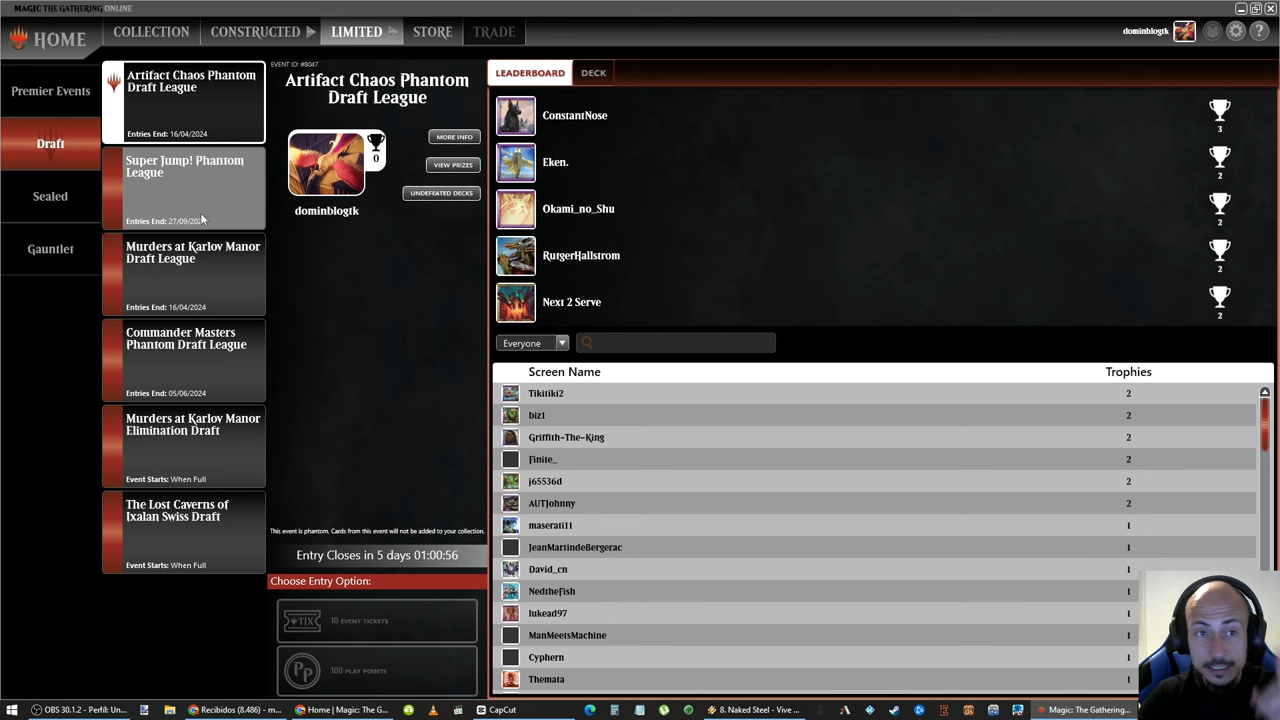 MAGIC THE GATHERING ONLINE
HOME
COLLECTION
CONSTRUCTED
LIMITED
STORE
TRADE
dominblogtk
Premier Events
Draft
Sealed
Gauntlet
Artifact Chaos Phantom
Draft League
Entries End: 16/04/2024
Super Jump! Phantom
League
Entries End: 27/09/20
Murders at Karlov Manor
Draft League
Entries End: 16/04/2024
Commander Masters
Phantom Draft League
Entries End: 05/06/2024
Murders at Karlov Manor
Elimination Draft
Event Starts: When Full
The Lost Caverns of
Ixalan Swiss Draft
Event Starts: When Full
EVENT ID: #8047
Artifact Chaos Phantom
Draft League
0
MORE INFO
VIEW PRIZES
UNDEFEATED DECKS
dominblogtk
This event is phantom. Cards from this event will not be added to your collection.
Entry Closes in 5 days 01:00:56
Choose Entry Option:
TIX
10 EVENT TICKETS
PP
100 PLAY POINTS
LEADERBOARD
DECK
ConstantNose
3
Eken.
2
Okami_no_Shu
2
RutgerHallstrom
2
Next 2 Serve
2
Everyone
Screen Name
Trophies
Tikitiki2
2
biz1
2
Griffith-The-King
2
Finite_
2
j65536d
2
AUTJohnny
2
maserati11
1
JeanMartindeBergerac
1
David_cn
1
NedtheFish
1
lukead97
1
ManMeetsMachine
1
Cyphern
1
Themata
1
OBS 30.1.2 - Perfil: Un...
Recibidos (8.486) - m...
Home | Magic: The G...
CapCut
8. Naked Steel - Vive ...
Magic: The Gathering...